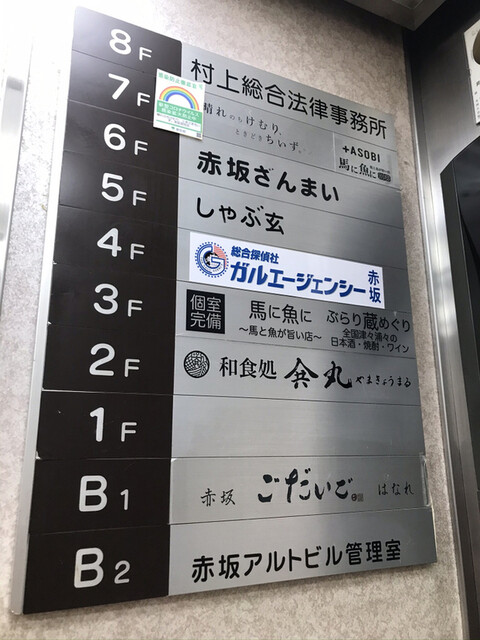 8F 村上総合法律事務所
7F 晴れのちけむり、
ときどきちぃず。
+ASOBI
馬に魚に
6F 赤坂ざんまい
5F しゃぶ玄
4F 総合探偵社
ガルエージェンシー 赤坂
3F 個室完備 馬に魚に ぶらり蔵めぐり
〜馬と魚が旨い店〜 全国津々浦々の
日本酒・焼酎・ワイン
2F 和食処 丸 やまきょうまる
1F
B1 赤坂 ごだいご はなれ
B2 赤坂アルトビル管理室